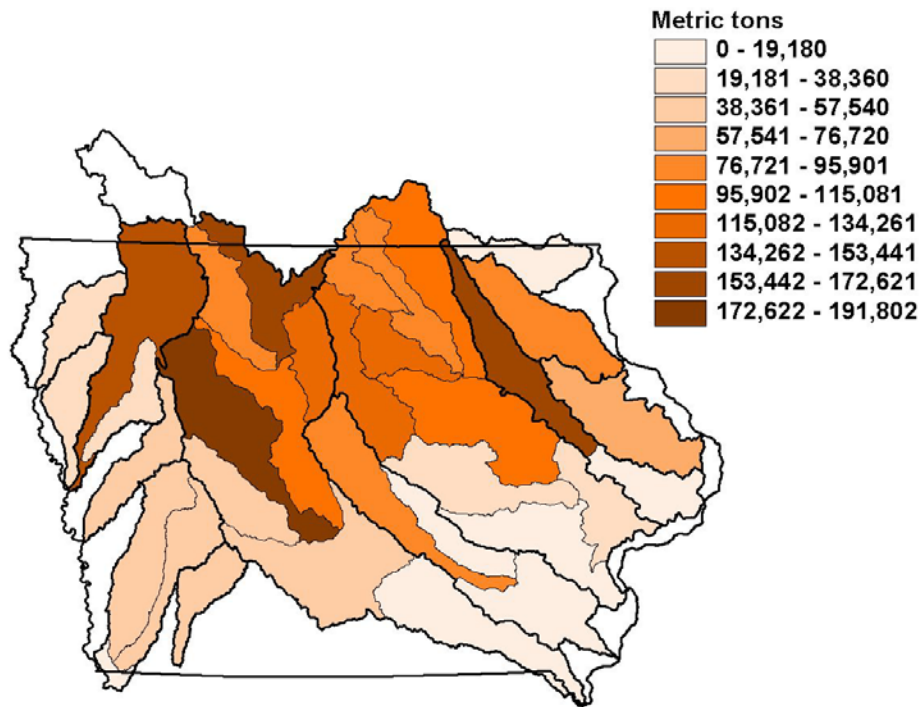 Metric tons
0 - 19,180
19,181 - 38,360
38,361 - 57,540
57,541 - 76,720
76,721 - 95,901
95,902 - 115,081
115,082 - 134,261
134,262 - 153,441
153,442 - 172,621
172,622 - 191,802